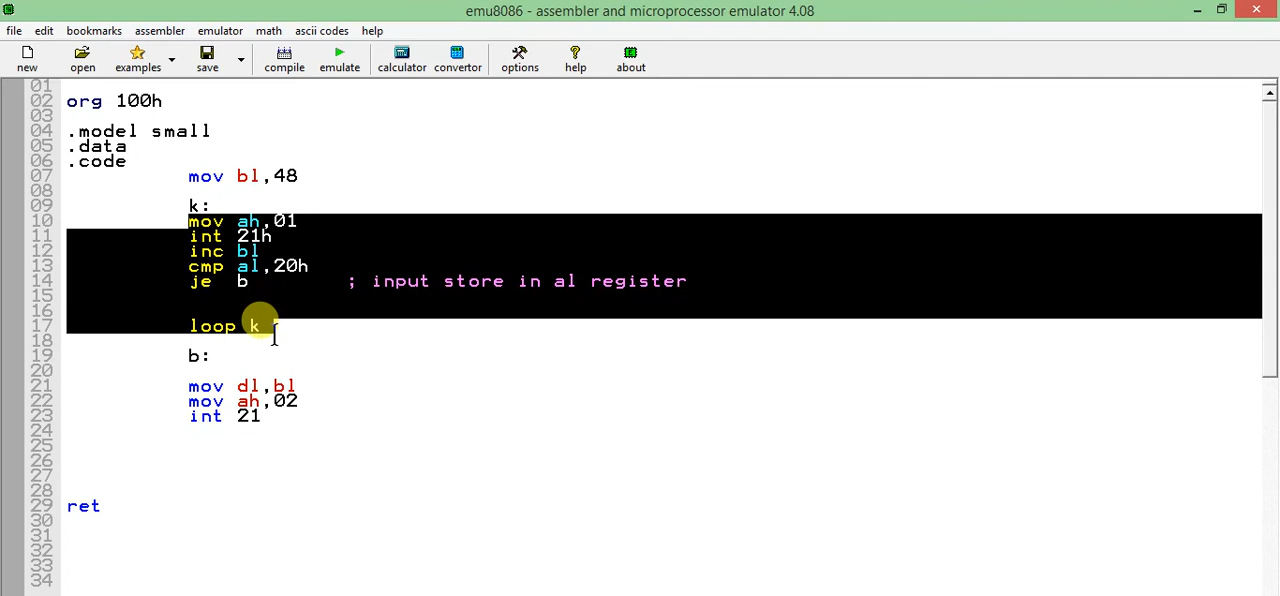 emu8086 - assembler and microprocessor emulator 4.08
file edit bookmarks assembler emulator math ascii codes help
new open examples save compile emulate calculator convertor options help about
01
02 org 100h
03
04 .model small
05 .data
06 .code
07 mov bl,48
08
09 k:
10 mov ah,01
11 int 21h
12 inc bl
13 cmp al,20h
14 je b ; input store in al register
15
16
17 loop k
18
19 b:
20
21 mov dl,bl
22 mov ah,02
23 int 21
24
25
26
27
28
29 ret
30
31
32
33
34